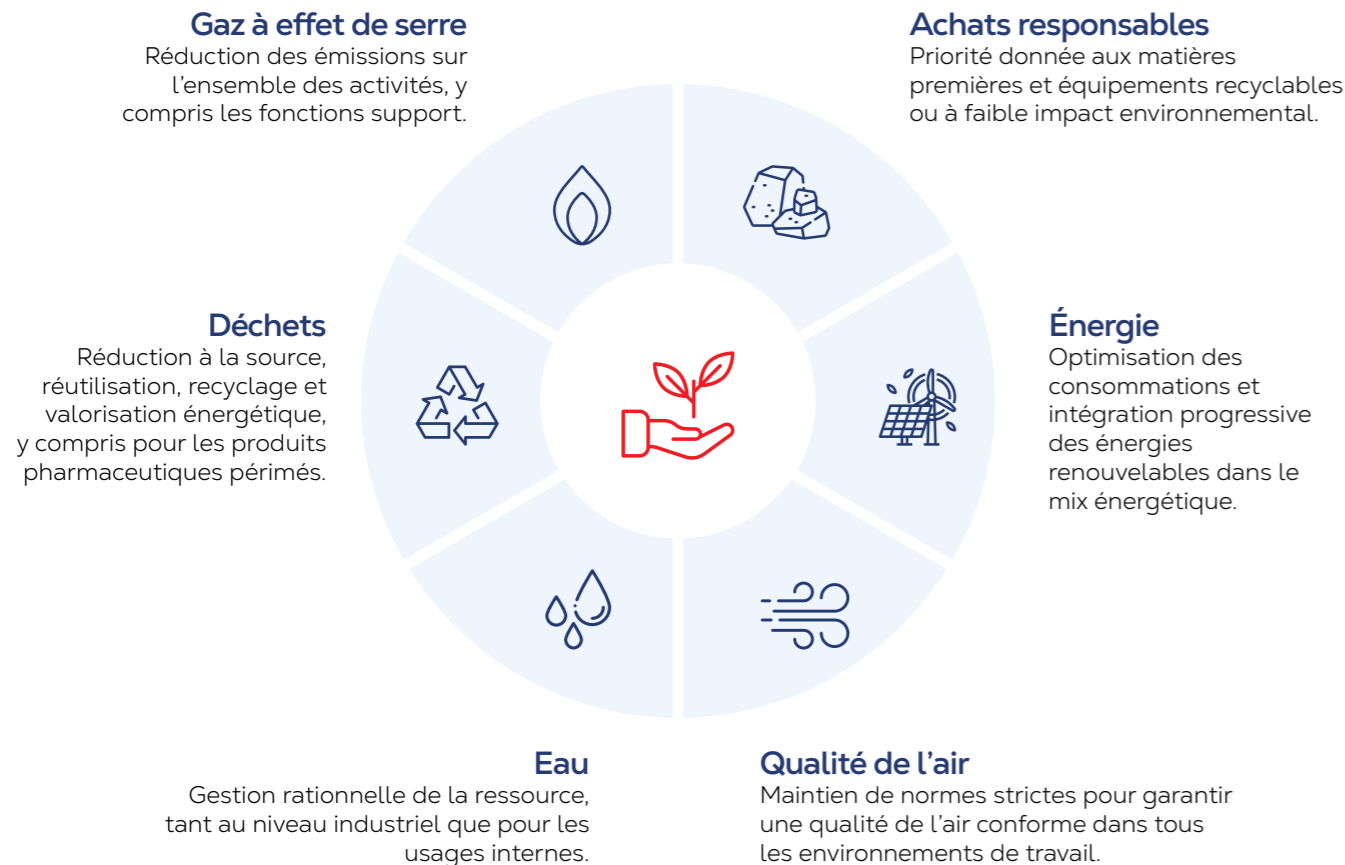 Gaz à effet de serre
Réduction des émissions sur
l'ensemble des activités, y
compris les fonctions support.
Achats responsables
Priorité donnée aux matières
premières et équipements recyclables
ou à faible impact environnemental.
Déchets
Réduction à la source,
réutilisation, recyclage et
valorisation énergétique,
y compris pour les produits
pharmaceutiques périmés.
Énergie
Optimisation des
consommations et
intégration progressive
des énergies
renouvelables dans le
mix énergétique.
Eau
Gestion rationnelle de la ressource,
tant au niveau industriel que pour les
usages internes.
Qualité de l'air
Maintien de normes strictes pour garantir
une qualité de l'air conforme dans tous
les environnements de travail.